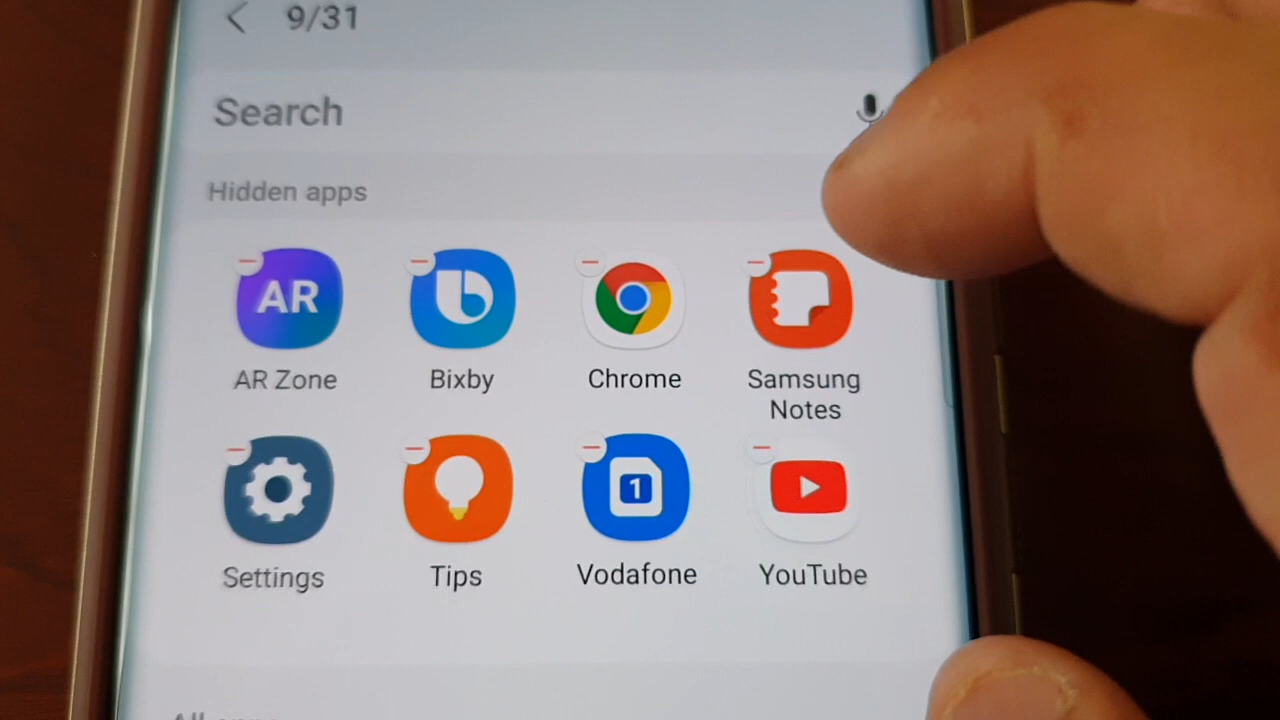 9/31
Search
Hidden apps
AR
AR Zone
Bixby
Chrome
Samsung
Notes
1
Settings
Tips
Vodafone
YouTube